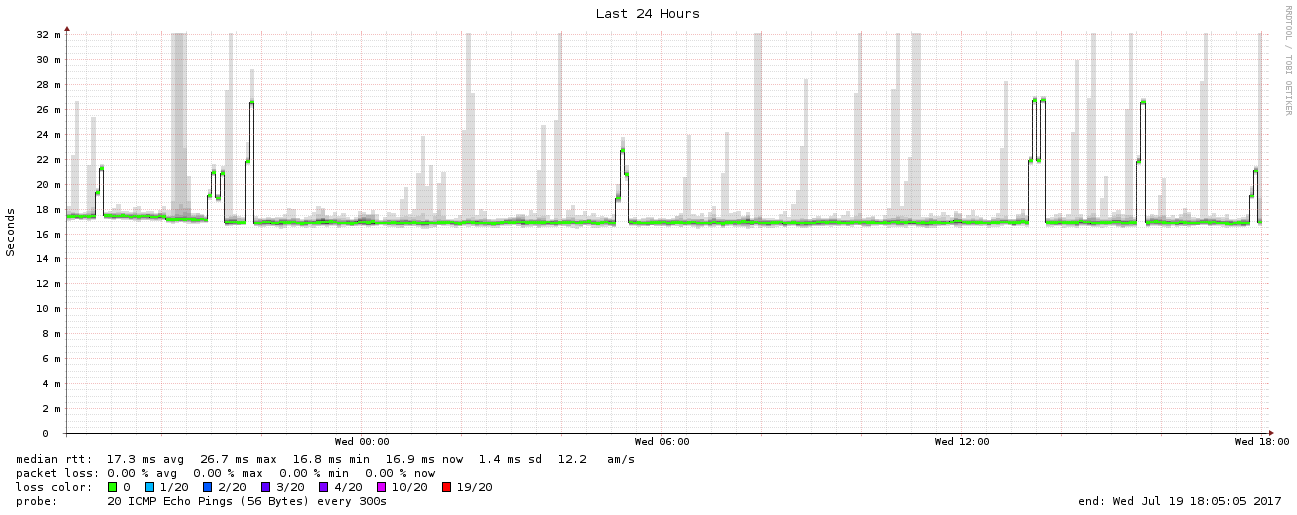 Last 24 Hours
RRDTOOL / TOBI OETIKER
Seconds
32 m
30 m
28 m
26 m
24 m
22 m
20 m
18 m
16 m
14 m
12 m
10 m
8 m
6 m
4 m
2 m
0
Wed 00:00 Wed 06:00 Wed 12:00 Wed 18:00
median rtt: 17.3 ms avg 26.7 ms max 16.8 ms min 16.9 ms now 1.4 ms sd 12.2 am/s
packet loss: 0.00 % avg 0.00 % max 0.00 % min 0.00 % now
loss color: 0 1/20 2/20 3/20 4/20 10/20 19/20
probe: 20 ICMP Echo Pings (56 Bytes) every 300s end: Wed Jul 19 18:05:05 2017